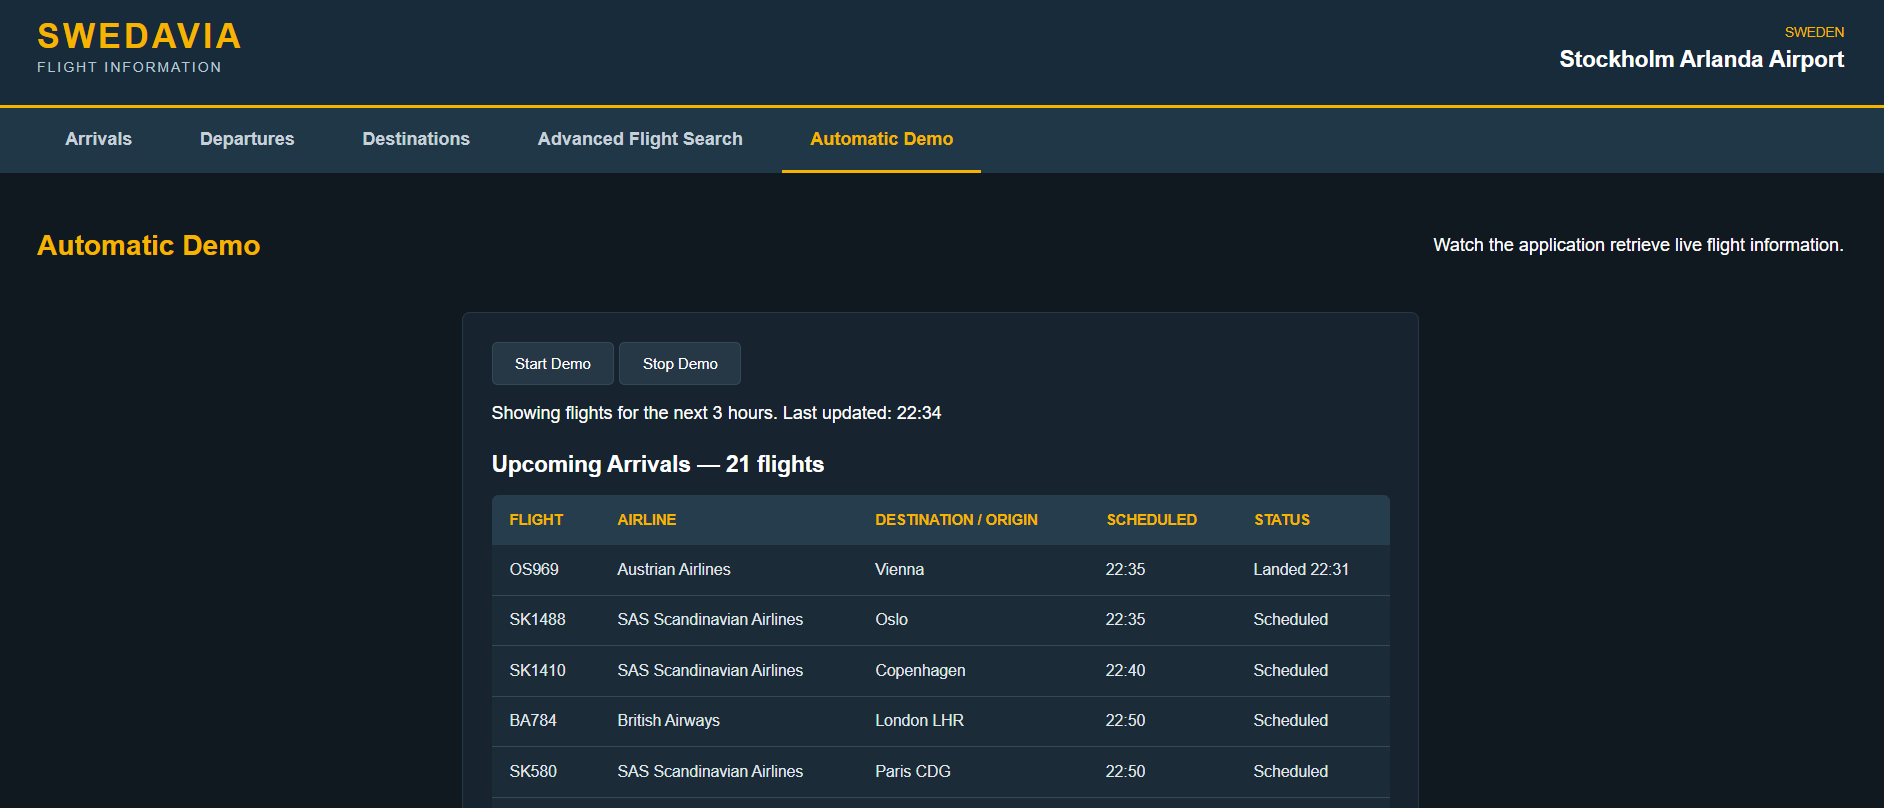 SWEDAVIA
FLIGHT INFORMATION
SWEDEN
Stockholm Arlanda Airport
Arrivals Departures Destinations Advanced Flight Search Automatic Demo
Automatic Demo
Watch the application retrieve live flight information.
Start Demo Stop Demo
Showing flights for the next 3 hours. Last updated: 22:34
Upcoming Arrivals — 21 flights
FLIGHT AIRLINE DESTINATION / ORIGIN SCHEDULED STATUS
OS969 Austrian Airlines Vienna 22:35 Landed 22:31
SK1488 SAS Scandinavian Airlines Oslo 22:35 Scheduled
SK1410 SAS Scandinavian Airlines Copenhagen 22:40 Scheduled
BA784 British Airways London LHR 22:50 Scheduled
SK580 SAS Scandinavian Airlines Paris CDG 22:50 Scheduled